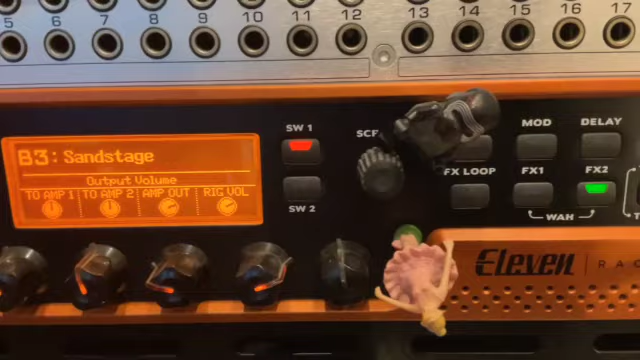 5 6 7 8 9 10 11 12 13 14 15 16 17
SW 1
MOD
DELAY
B3: Sandstage
Output Volume
TO AMP 1 TO AMP 2 AMP OUT RIG VOL
FX LOOP
FX1
FX2
SW 2
WAH
Eleven